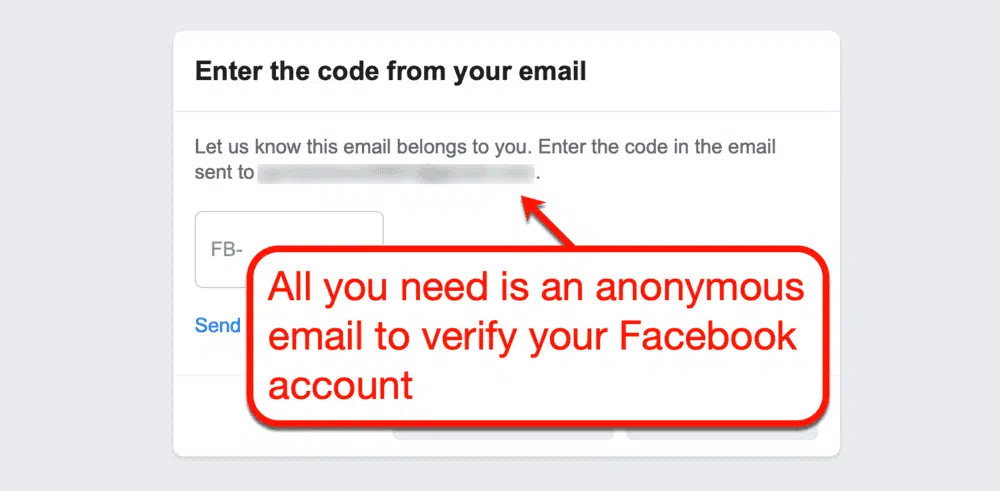 Enter the code from your email
Let us know this email belongs to you. Enter the code in the email
sent to .
FB-
Send
All you need is an anonymous
email to verify your Facebook
account